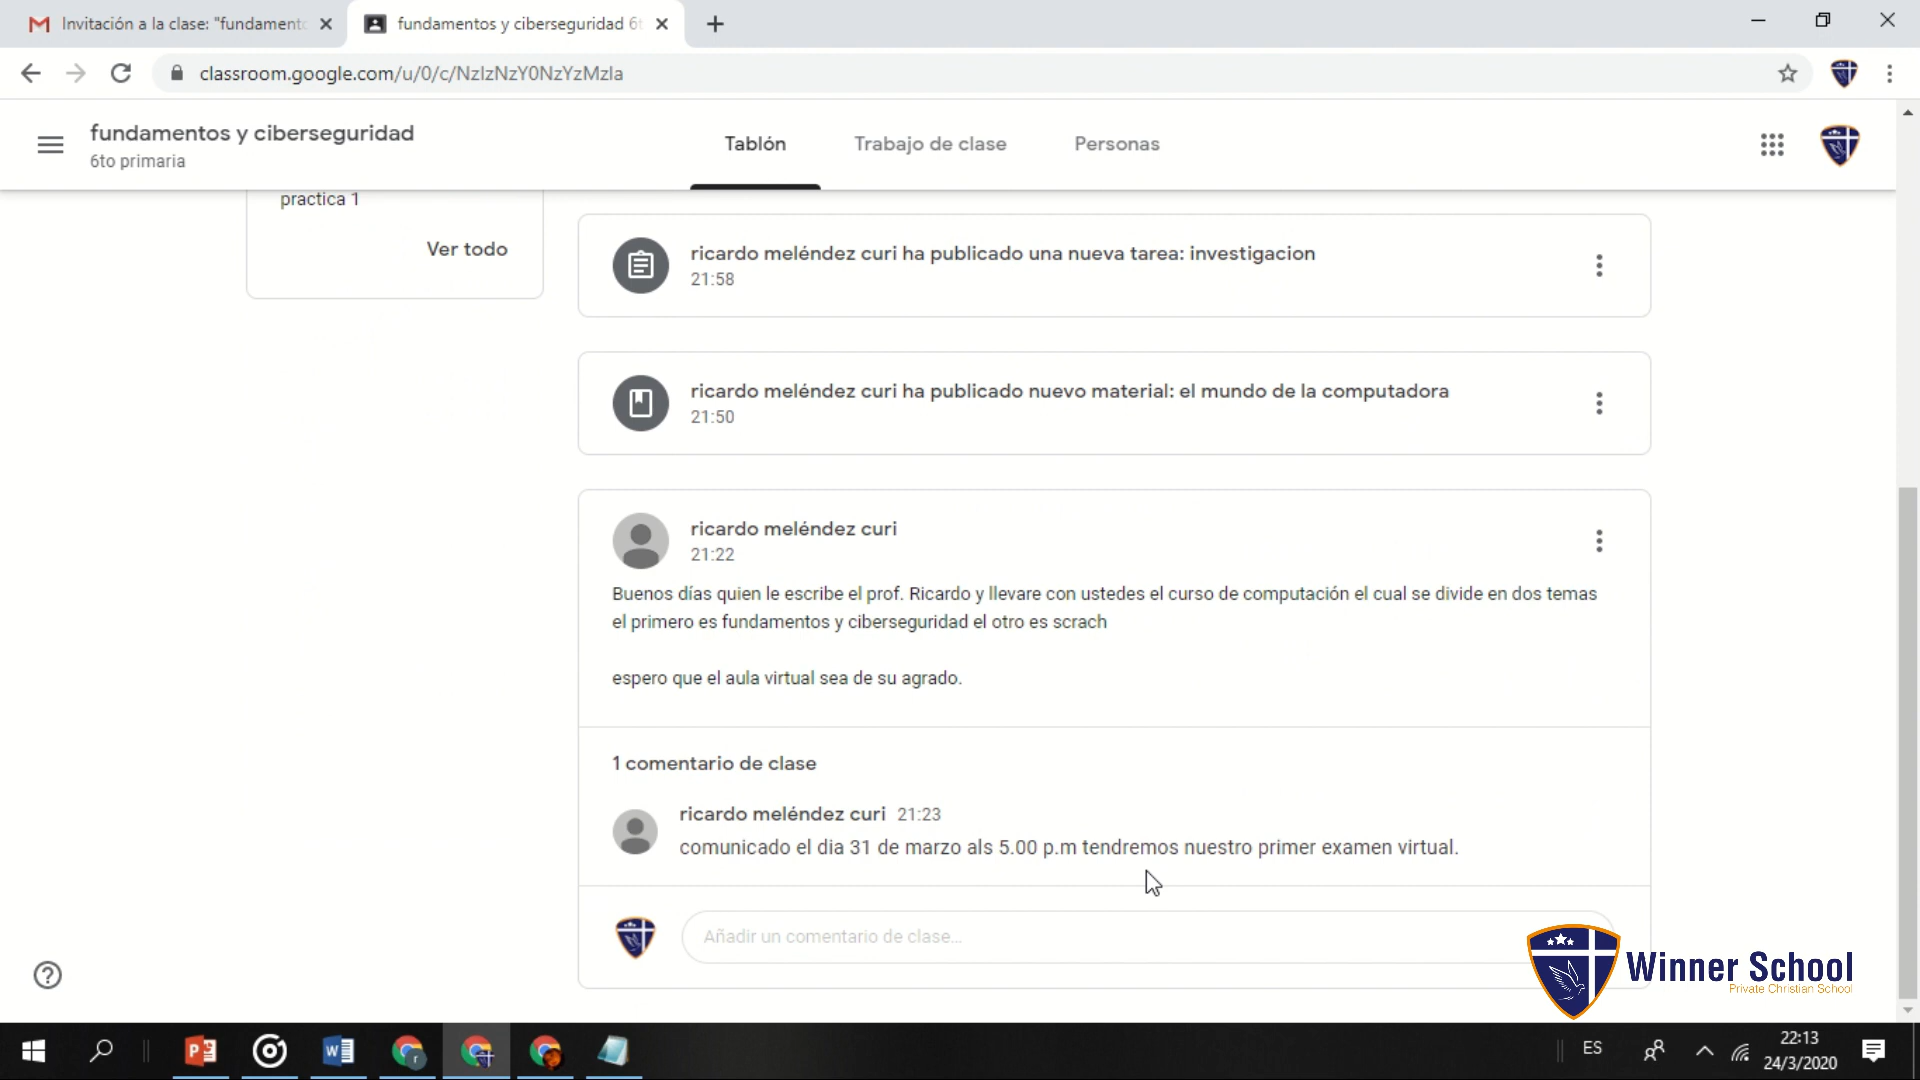 Invitación a la clase: "fundament
fundamentos y ciberseguridad 6t
classroom.google.com/u/0/c/NzIzNzY0NzYzMzIa
fundamentos y ciberseguridad
6to primaria
Tablón
Trabajo de clase
Personas
practica 1
Ver todo
ricardo meléndez curi ha publicado una nueva tarea: investigacion
21:58
ricardo meléndez curi ha publicado nuevo material: el mundo de la computadora
21:50
ricardo meléndez curi
21:22
Buenos días quien le escribe el prof. Ricardo y llevare con ustedes el curso de computación el cual se divide en dos temas
el primero es fundamentos y ciberseguridad el otro es scrach
espero que el aula virtual sea de su agrado.
1 comentario de clase
ricardo meléndez curi 21:23
comunicado el dia 31 de marzo als 5.00 p.m tendremos nuestro primer examen virtual.
Añadir un comentario de clase...
Winner School
Private Christian School
ES
22:13
24/3/2020